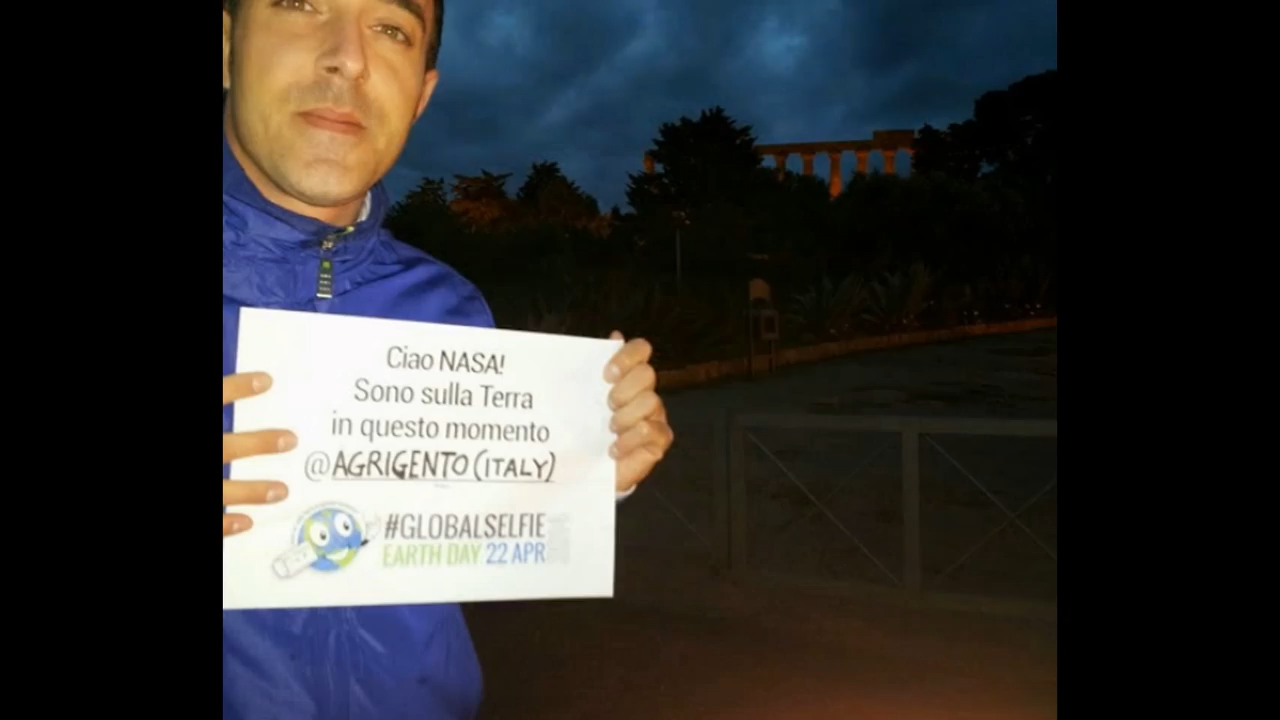 Ciao NASA!
Sono sulla Terra
in questo momento
@AGRIGENTO (ITALY)
#GLOBALSELFIE
EARTH DAY 22 APR